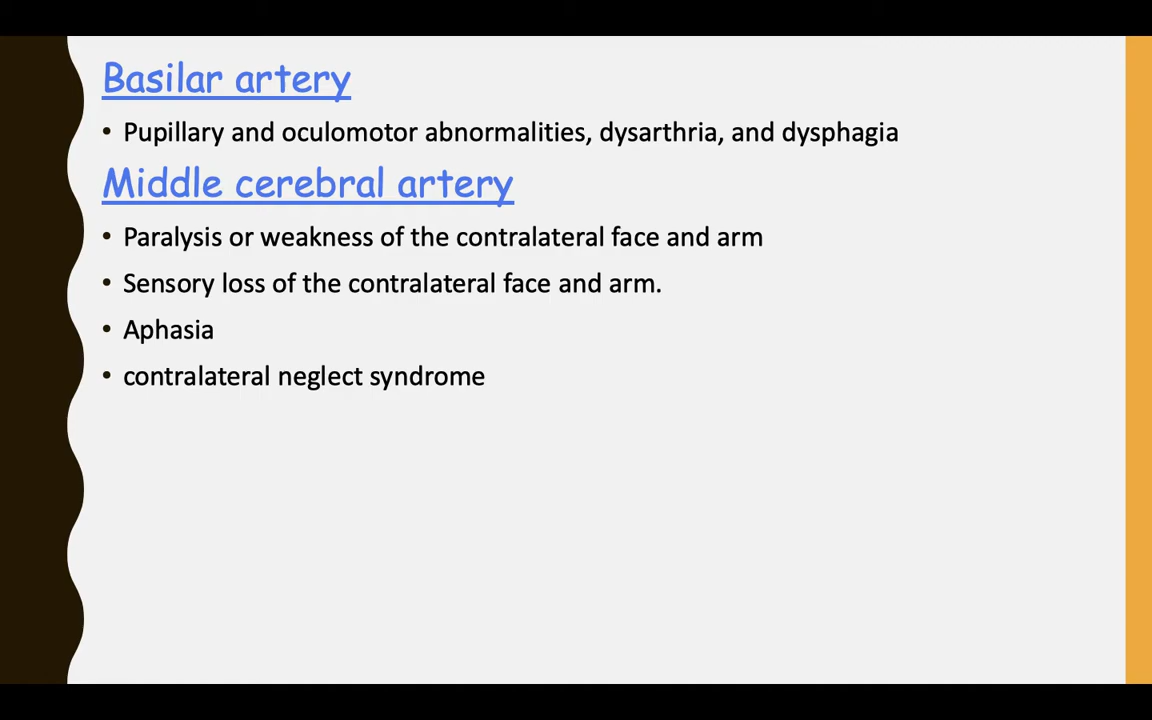 Basilar artery
• Pupillary and oculomotor abnormalities, dysarthria, and dysphagia
Middle cerebral artery
• Paralysis or weakness of the contralateral face and arm
• Sensory loss of the contralateral face and arm.
• Aphasia
• contralateral neglect syndrome